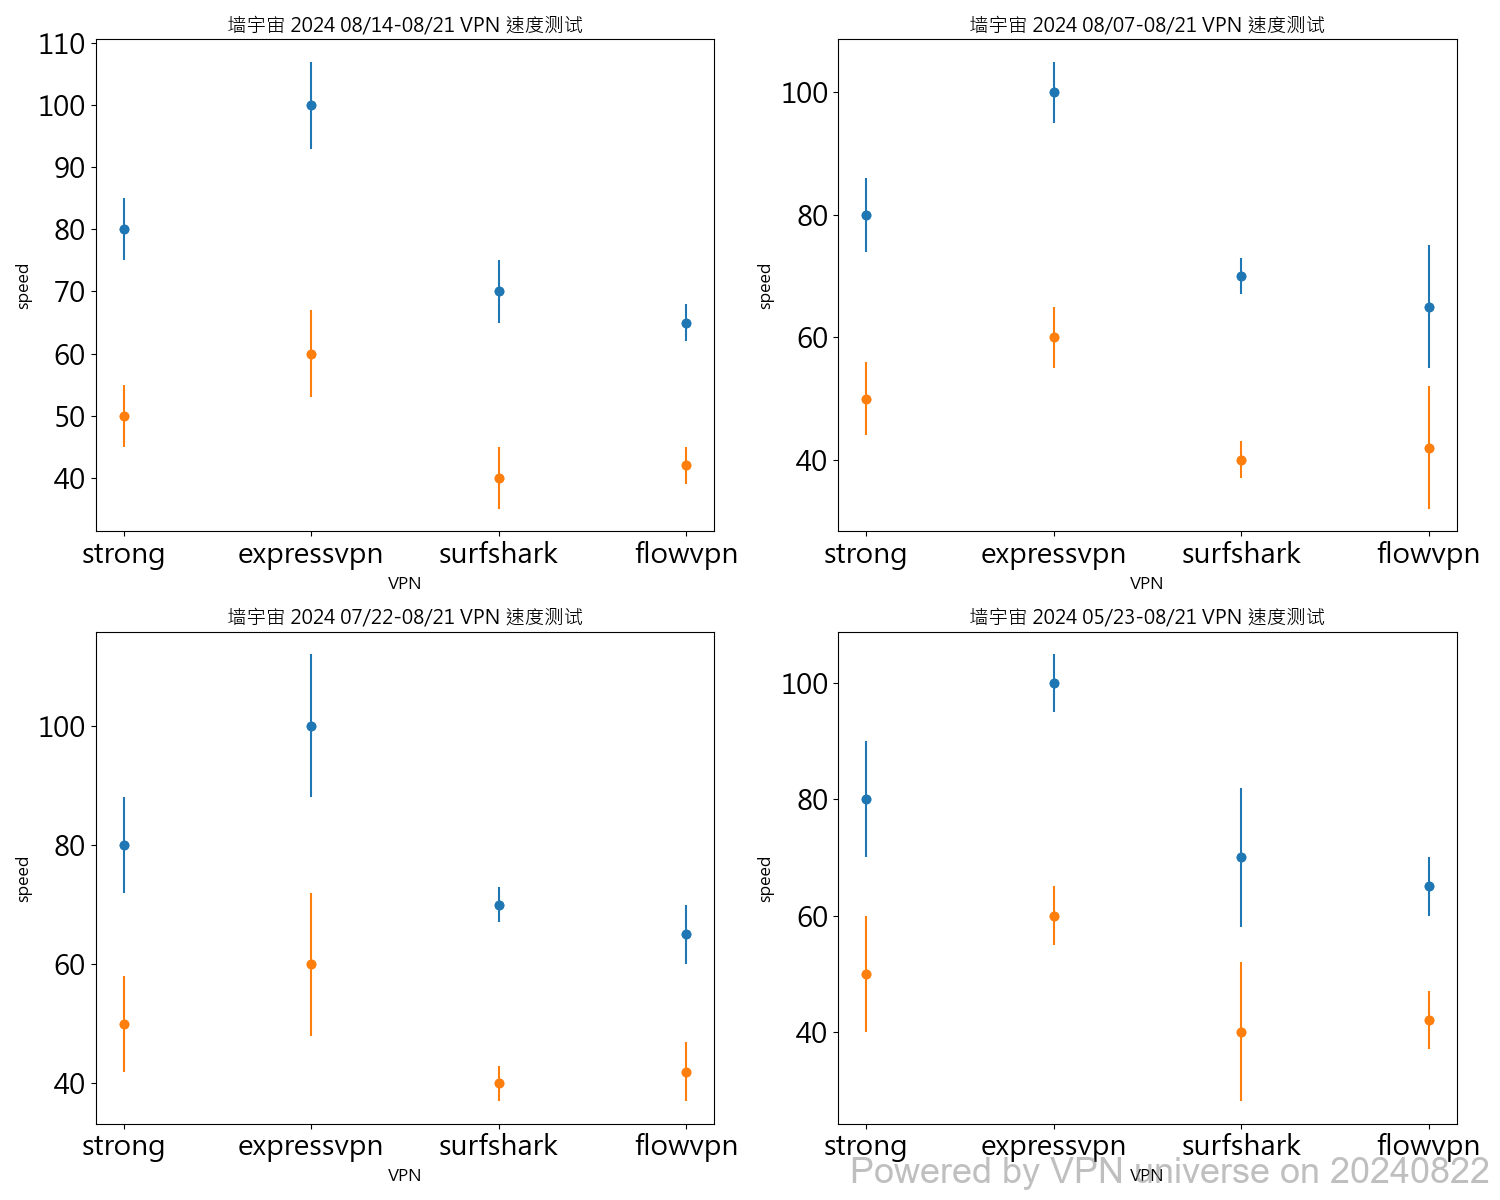 墙宇宙 2024 08/14-08/21 VPN 速度测试
110
100
90
80
70
60
50
40
speed
strong expressvpn surfshark flowvpn
VPN
墙宇宙 2024 08/07-08/21 VPN 速度测试
100
80
60
40
speed
strong expressvpn surfshark flowvpn
VPN
墙宇宙 2024 07/22-08/21 VPN 速度测试
100
80
60
40
speed
strong expressvpn surfshark flowvpn
VPN
墙宇宙 2024 05/23-08/21 VPN 速度测试
100
80
60
40
speed
strong expressvpn surfshark flowvpn
VPN
Powered by VPN universe on 20240822